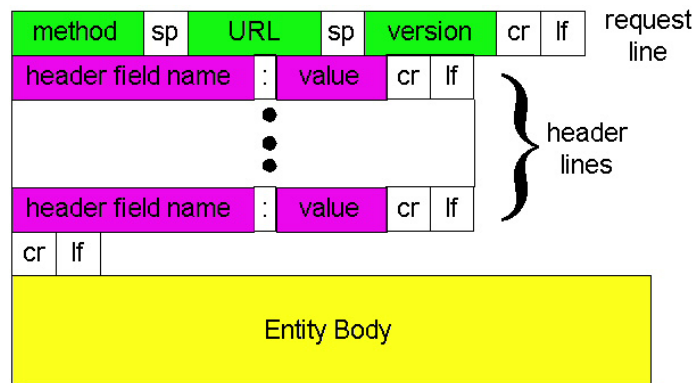 method sp URL sp version cr lf request line
header field name : value cr lf
header lines
header field name : value cr lf
cr lf
Entity Body